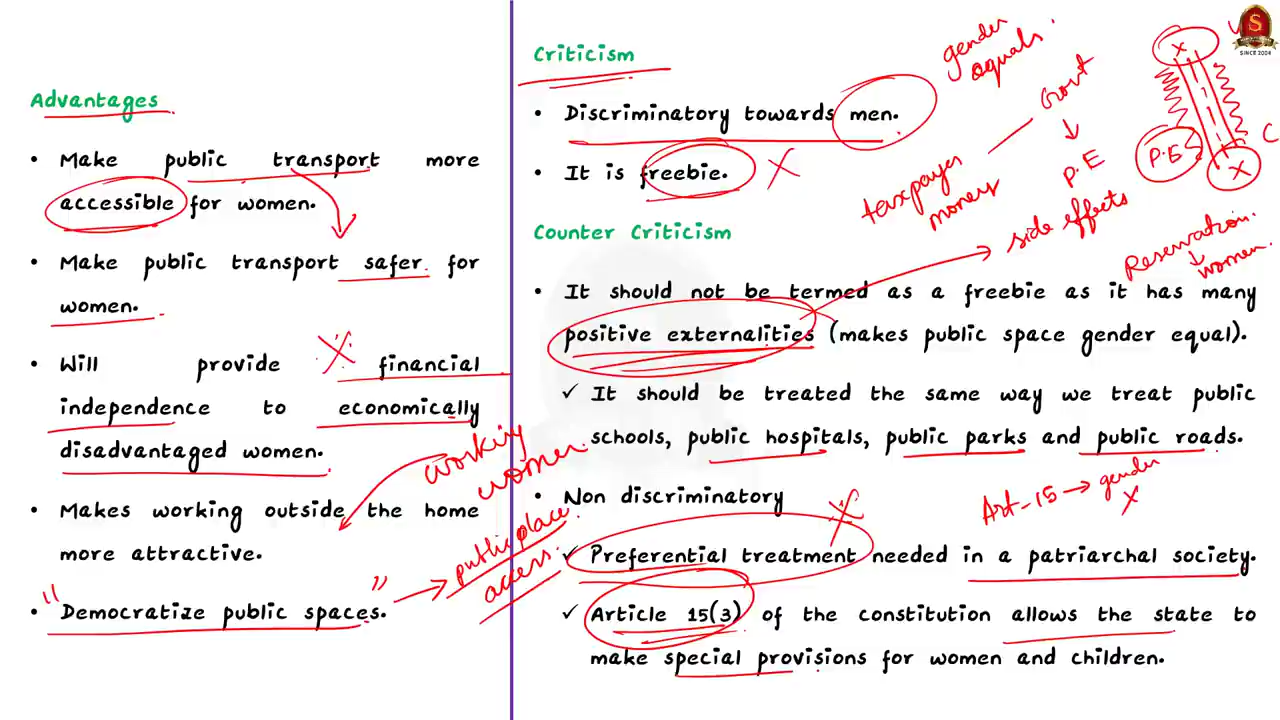 Advantages
• Make public transport more
accessible for women.
• Make public transport safer for
women.
• Will provide financial
independence to economically
disadvantaged women.
• Makes working outside the home
more attractive.
• "Democratize public spaces."
working
women
public place
access
Criticism
• Discriminatory towards men.
• It is freebie.
gender
equals
Govt
P.E
taxpayer
money
side effects
Reservation
women
P.E
Counter Criticism
• It should not be termed as a freebie as it has many
positive externalities (makes public space gender equal).
✓ It should be treated the same way we treat public
schools, public hospitals, public parks and public roads.
• Non discriminatory
Art-15 → gender
✓ Preferential treatment needed in a patriarchal society.
✓ Article 15(3) of the constitution allows the state to
make special provisions for women and children.
S
SINCE 2004